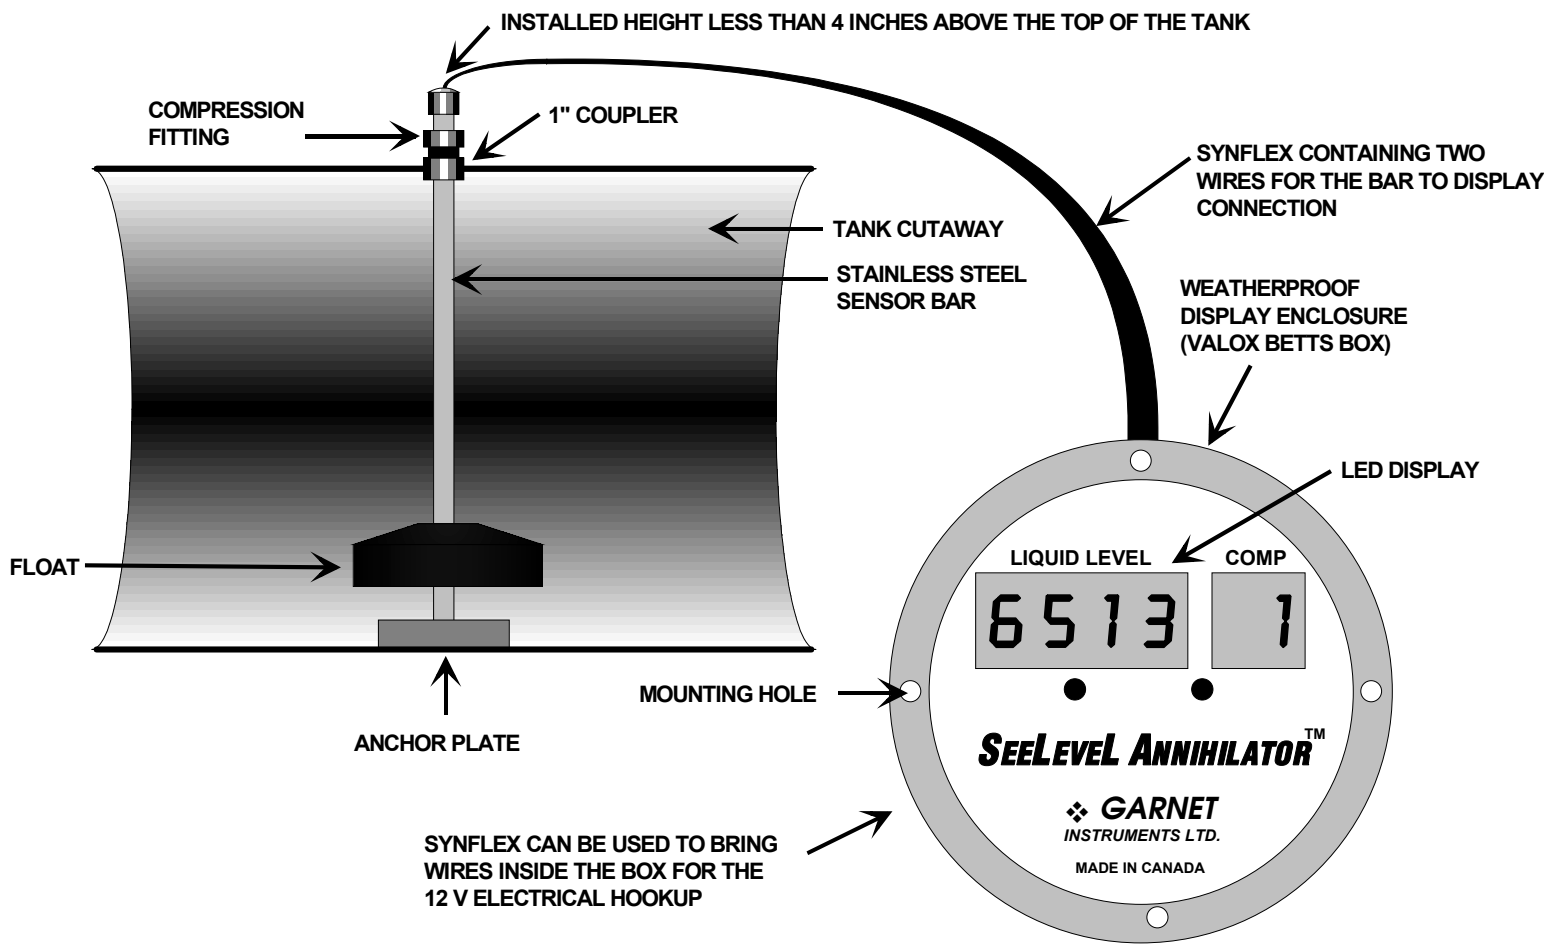 INSTALLED HEIGHT LESS THAN 4 INCHES ABOVE THE TOP OF THE TANK
COMPRESSION
FITTING
1" COUPLER
SYNFLEX CONTAINING TWO
WIRES FOR THE BAR TO DISPLAY
CONNECTION
TANK CUTAWAY
STAINLESS STEEL
SENSOR BAR
WEATHERPROOF
DISPLAY ENCLOSURE
(VALOX BETTS BOX)
LED DISPLAY
FLOAT
LIQUID LEVEL
COMP
6513
1
MOUNTING HOLE
ANCHOR PLATE
SEELEVEL ANNIHILATOR™
GARNET
INSTRUMENTS LTD.
MADE IN CANADA
SYNFLEX CAN BE USED TO BRING
WIRES INSIDE THE BOX FOR THE
12 V ELECTRICAL HOOKUP